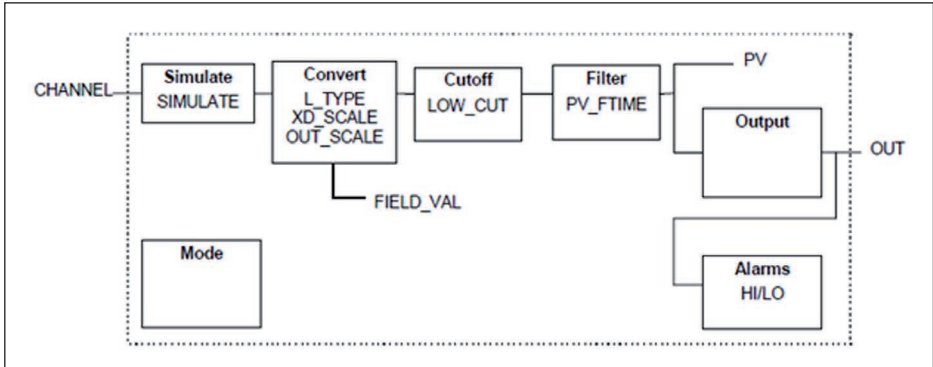 CHANNEL
Simulate
SIMULATE
Convert
L_TYPE
XD_SCALE
OUT_SCALE
Cutoff
LOW_CUT
Filter
PV_FTIME
PV
Output
OUT
FIELD_VAL
Mode
Alarms
HI/LO